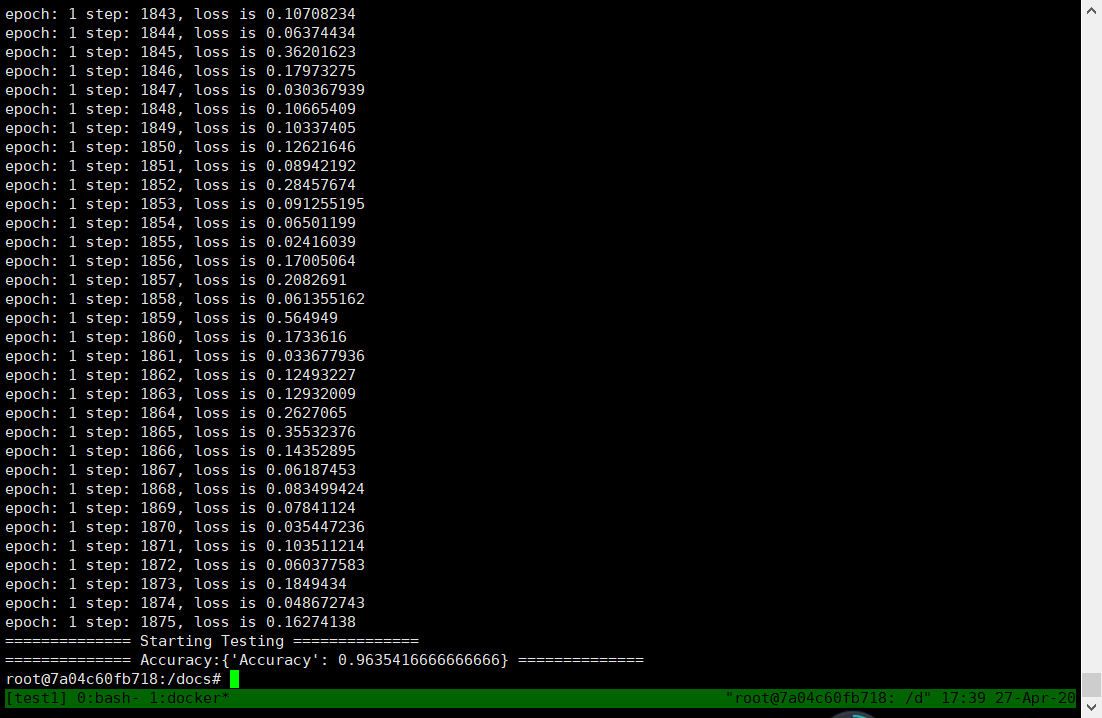 epoch: 1 step: 1843, loss is 0.10708234
epoch: 1 step: 1844, loss is 0.06374434
epoch: 1 step: 1845, loss is 0.36201623
epoch: 1 step: 1846, loss is 0.17973275
epoch: 1 step: 1847, loss is 0.030367939
epoch: 1 step: 1848, loss is 0.10665409
epoch: 1 step: 1849, loss is 0.10337405
epoch: 1 step: 1850, loss is 0.12621646
epoch: 1 step: 1851, loss is 0.08942192
epoch: 1 step: 1852, loss is 0.28457674
epoch: 1 step: 1853, loss is 0.091255195
epoch: 1 step: 1854, loss is 0.06501199
epoch: 1 step: 1855, loss is 0.02416039
epoch: 1 step: 1856, loss is 0.17005064
epoch: 1 step: 1857, loss is 0.2082691
epoch: 1 step: 1858, loss is 0.061355162
epoch: 1 step: 1859, loss is 0.564949
epoch: 1 step: 1860, loss is 0.1733616
epoch: 1 step: 1861, loss is 0.033677936
epoch: 1 step: 1862, loss is 0.12493227
epoch: 1 step: 1863, loss is 0.12932009
epoch: 1 step: 1864, loss is 0.2627065
epoch: 1 step: 1865, loss is 0.35532376
epoch: 1 step: 1866, loss is 0.14352895
epoch: 1 step: 1867, loss is 0.06187453
epoch: 1 step: 1868, loss is 0.083499424
epoch: 1 step: 1869, loss is 0.07841124
epoch: 1 step: 1870, loss is 0.035447236
epoch: 1 step: 1871, loss is 0.103511214
epoch: 1 step: 1872, loss is 0.060377583
epoch: 1 step: 1873, loss is 0.1849434
epoch: 1 step: 1874, loss is 0.048672743
epoch: 1 step: 1875, loss is 0.16274138
============== Starting Testing ==============
============== Accuracy:{'Accuracy': 0.9635416666666666} ==============
root@7a04c60fb718:/docs#
[test1] 0:bash- 1:docker* "root@7a04c60fb718: /d" 17:39 27-Apr-20